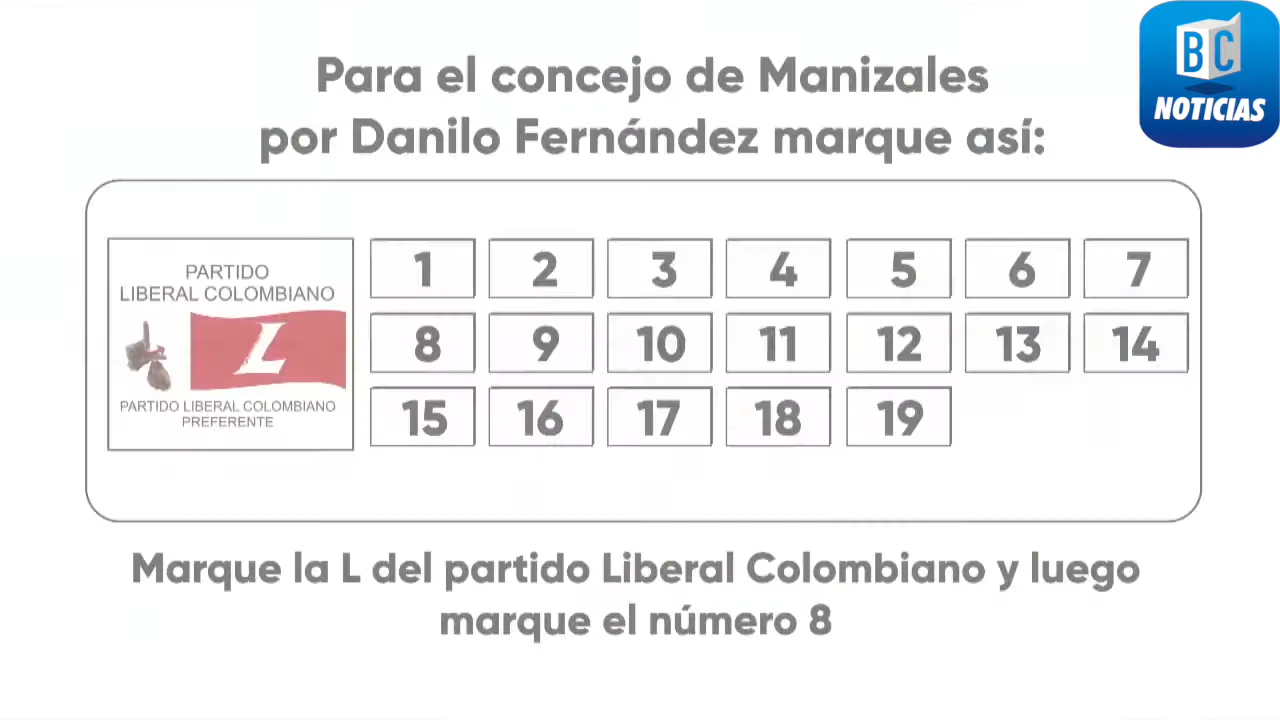 Para el concejo de Manizales
por Danilo Fernández marque así:
BC
NOTICIAS
PARTIDO
LIBERAL COLOMBIANO
L
PARTIDO LIBERAL COLOMBIANO
PREFERENTE
1 2 3 4 5 6 7
8 9 10 11 12 13 14
15 16 17 18 19
Marque la L del partido Liberal Colombiano y luego
marque el número 8